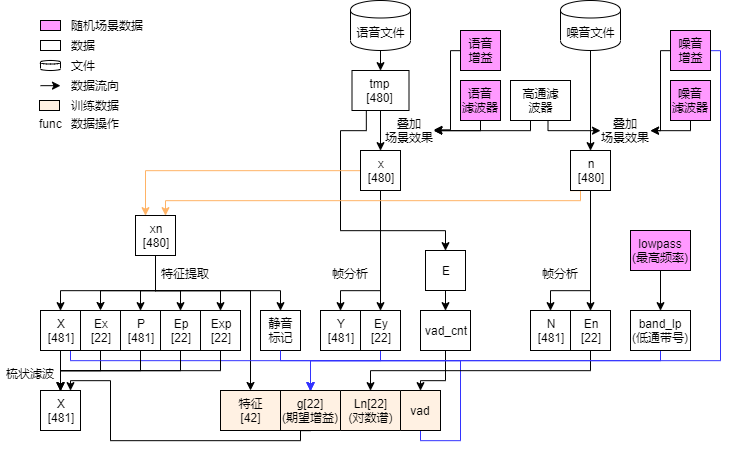 随机场景数据
数据
文件
数据流向
训练数据
func 数据操作
语音文件
噪音文件
语音
增益
噪音
增益
tmp
[480]
语音
滤波器
高通滤
波器
噪音
滤波器
叠加
场景效果
叠加
场景效果
x
[480]
n
[480]
xn
[480]
lowpass
(最高频率)
特征提取
帧分析
E
帧分析
X
[481]
Ex
[22]
P
[481]
Ep
[22]
Exp
[22]
静音
标记
Y
[481]
Ey
[22]
vad_cnt
N
[481]
En
[22]
band_lp
(低通带号)
梳状滤波
X
[481]
特征
[42]
g[22]
(期望增益)
Ln[22]
(对数谱)
vad